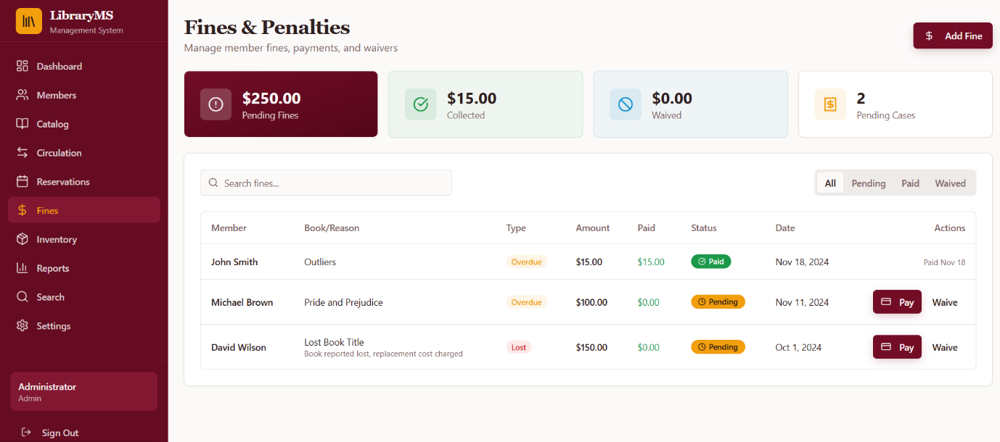 LibraryMS
Management System
Dashboard
Members
Catalog
Circulation
Reservations
Fines
Inventory
Reports
Search
Settings
Administrator
Admin
Sign Out
Fines & Penalties
Manage member fines, payments, and waivers
$ Add Fine
$250.00
Pending Fines
$15.00
Collected
$0.00
Waived
2
Pending Cases
Search fines...
All Pending Paid Waived
Member Book/Reason Type Amount Paid Status Date Actions
John Smith Outliers Overdue $15.00 $15.00 Paid Nov 18, 2024 Paid Nov 18
Michael Brown Pride and Prejudice Overdue $100.00 $0.00 Pending Nov 11, 2024 Pay Waive
David Wilson Lost Book Title Lost $150.00 $0.00 Pending Oct 1, 2024 Pay Waive
Book reported lost, replacement cost charged